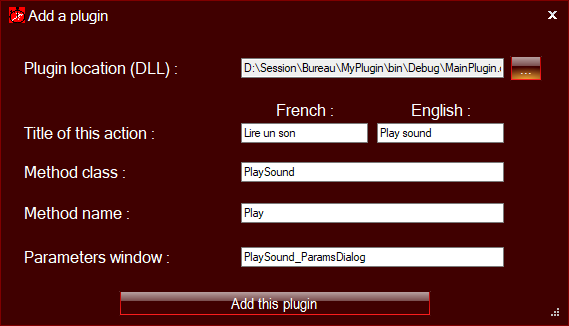 Add a plugin x
Plugin location (DLL) : D:\Session\Bureau\MyPlugin\bin\Debug\MainPlugin. ...
French : English :
Title of this action : Lire un son Play sound
Method class : PlaySound
Method name : Play
Parameters window : PlaySound_ParamsDialog
Add this plugin